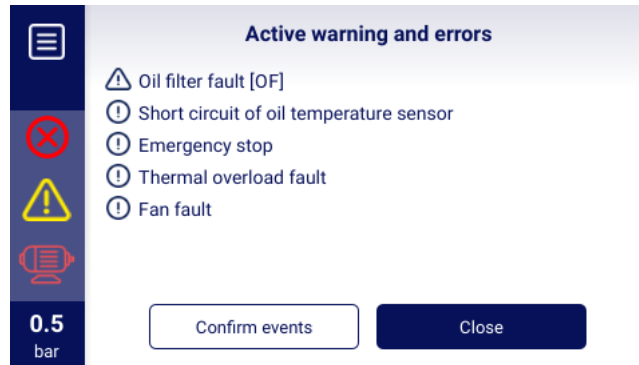 Active warning and errors
Oil filter fault [OF]
Short circuit of oil temperature sensor
Emergency stop
Thermal overload fault
Fan fault
Confirm events
Close
0.5
bar